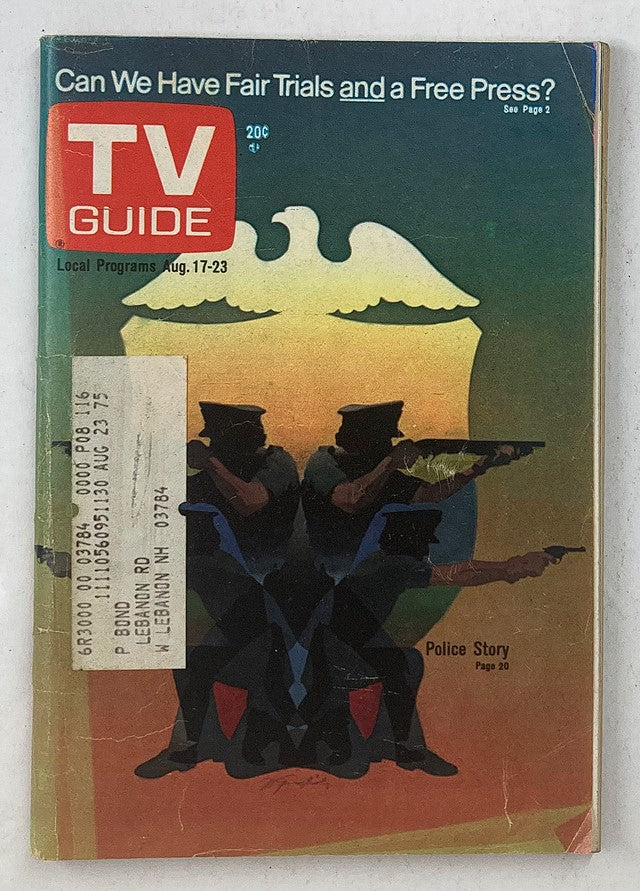 Can We Have Fair Trials and a Free Press?
See Page 2
TV
GUIDE
®
20¢
Local Programs Aug. 17-23
6R3000 00 03784 0000 P08 116
11110560951130 AUG 23 75
P BOND
LEBANON RD
W LEBANON NH 03784
Police Story
Page 20